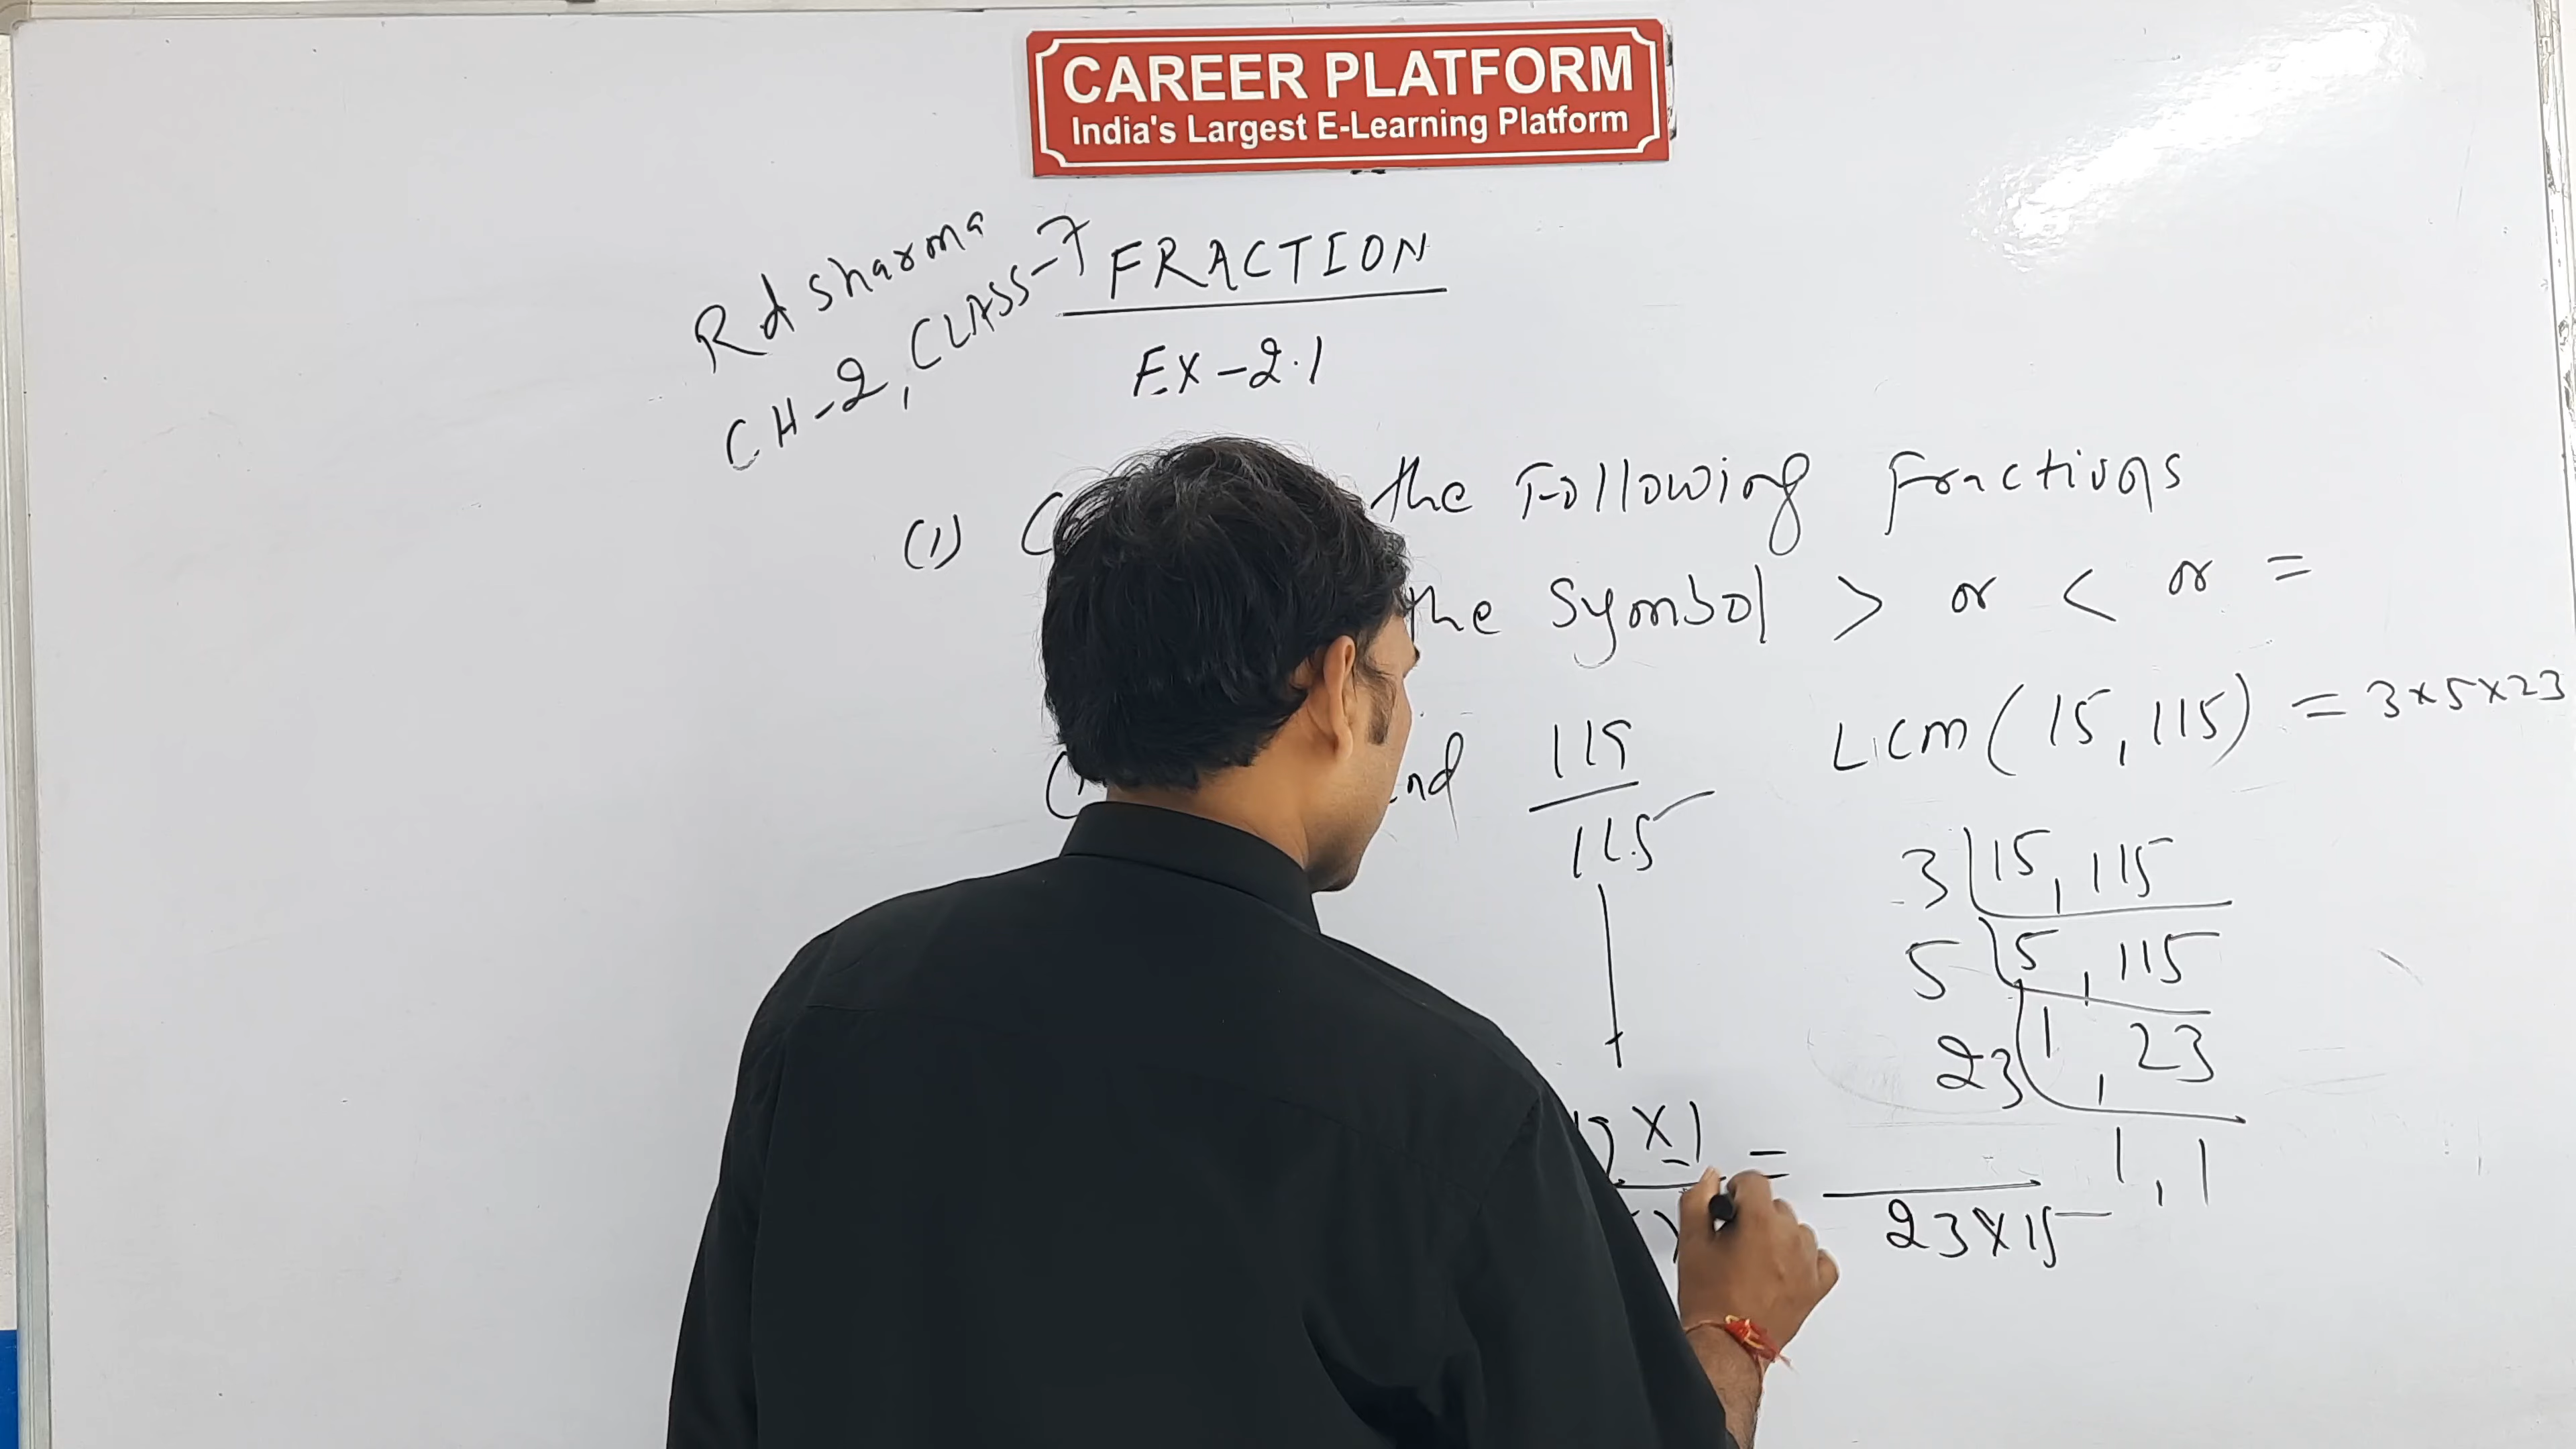 CAREER PLATFORM
India's Largest E-Learning Platform
Rd sharma
CH-2, CLASS-7
FRACTION
EX-2.1
(1) the Following Fractions
the Symbol > or < or =
119
115
LCM (15, 115) = 3×5×23
3 15, 115
5 5, 115
23 1, 23
1, 1
×1 =
23×15